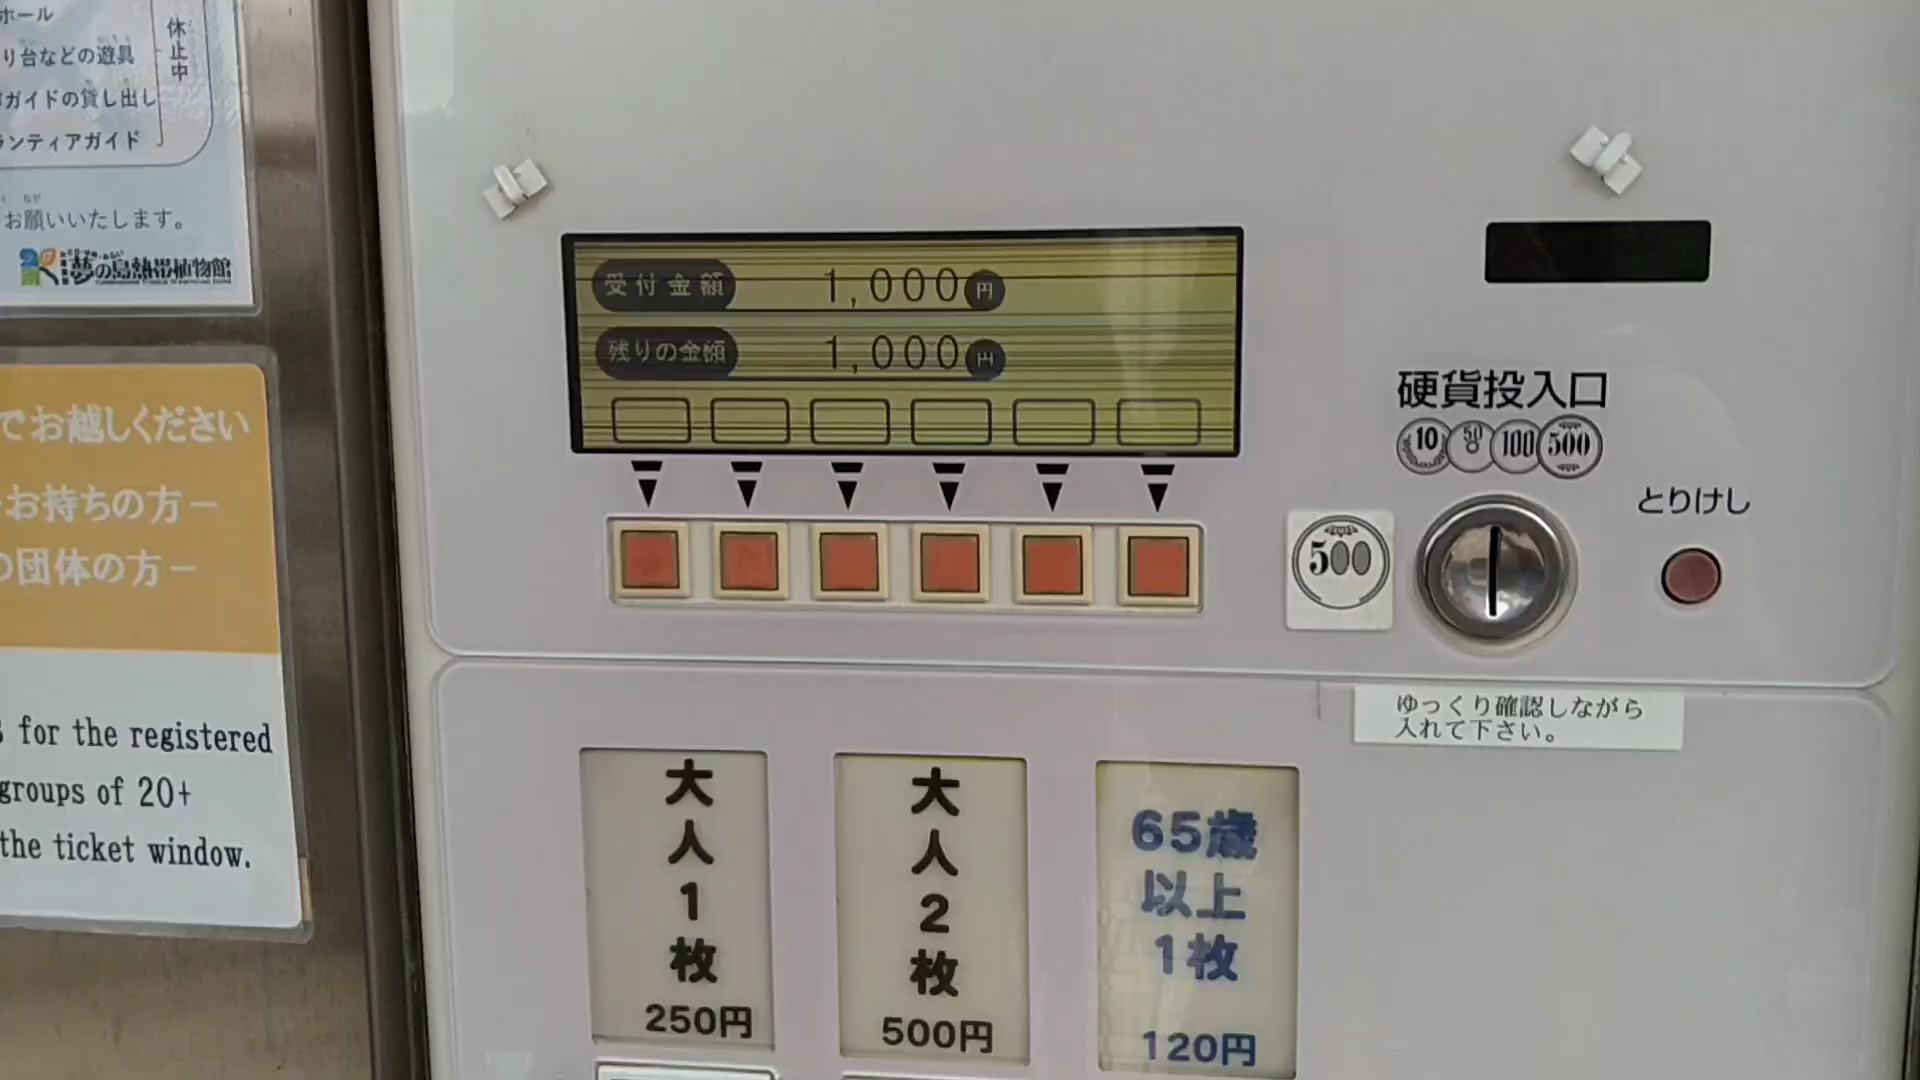 ホール
り台などの遊具
ガイドの貸し出し
ランティアガイド
休止中
お願いいたします。
夢の島熱帯植物館
でお越しください
お持ちの方－
の団体の方－
for the registered
groups of 20+
the ticket window.
受付金額 1,000円
残りの金額 1,000円
硬貨投入口
10 50 100 500
とりけし
500
ゆっくり確認しながら
入れて下さい。
大人1枚
250円
大人2枚
500円
65歳
以上
1枚
120円